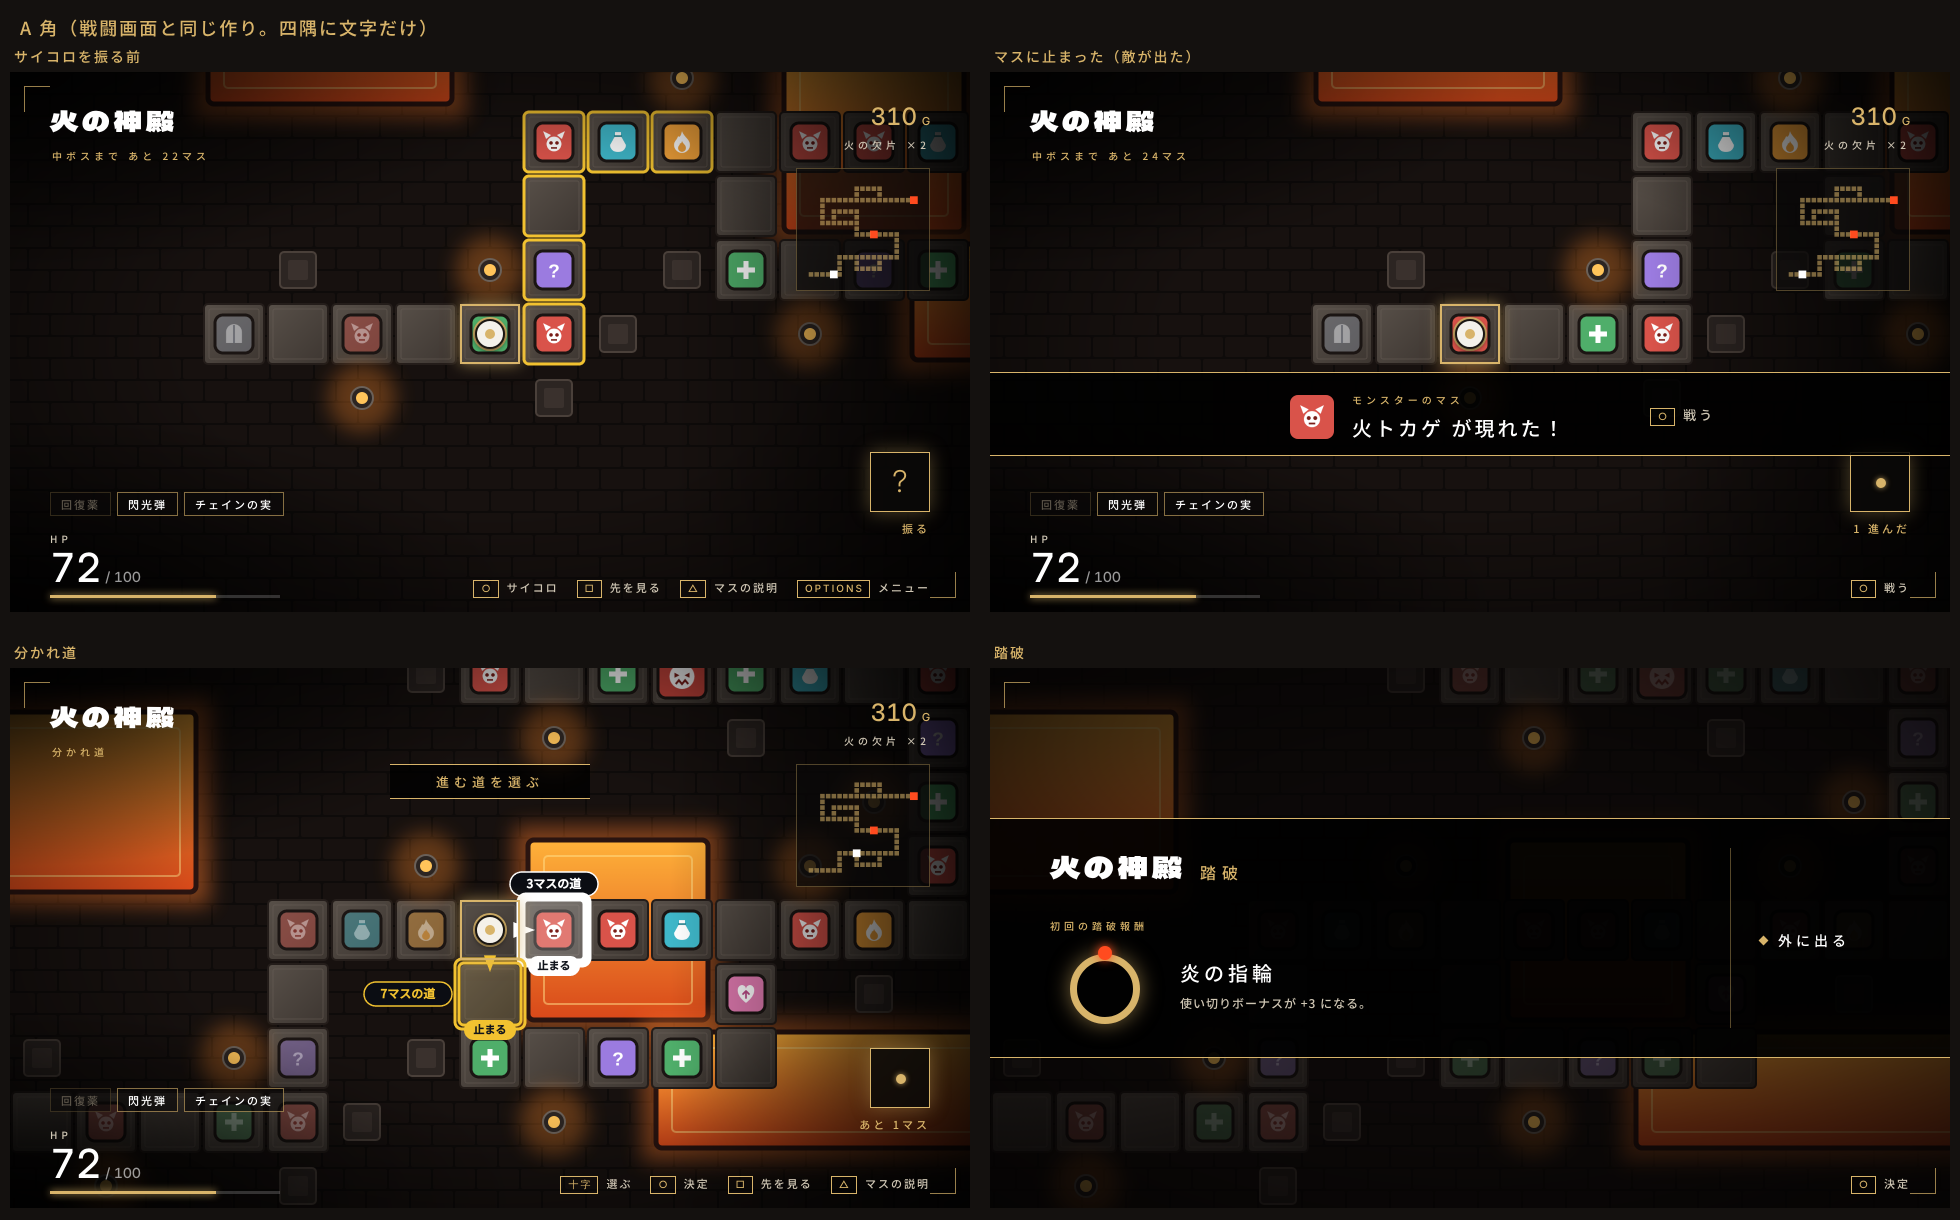 A 角（戦闘画面と同じ作り。四隅に文字だけ）
サイコロを振る前
火の神殿
中ボスまで あと 22マス
310 G
火の欠片 ×2
?
?
振る
回復薬 閃光弾 チェインの実
HP
72 / 100
サイコロ 先を見る マスの説明 OPTIONS メニュー
マスに止まった（敵が出た）
火の神殿
中ボスまで あと 24マス
310 G
火の欠片 ×2
?
モンスターのマス
火トカゲ が現れた！
戦う
1 進んだ
回復薬 閃光弾 チェインの実
HP
72 / 100
戦う
分かれ道
火の神殿
分かれ道
310 G
火の欠片 ×2
?
進む道を選ぶ
3マスの道
止まる
7マスの道
止まる
?
?
あと 1マス
回復薬 閃光弾 チェインの実
HP
72 / 100
十字 選ぶ 決定 先を見る マスの説明
踏破
火の神殿 踏破
初回の踏破報酬
炎の指輪
使い切りボーナスが +3 になる。
外に出る
?
?
?
決定